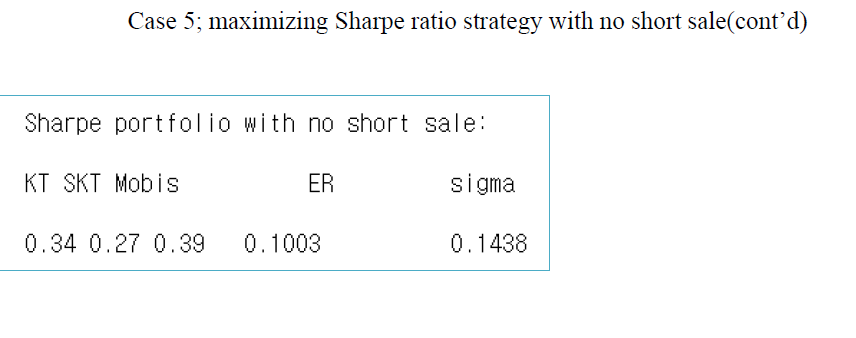 Case 5; maximizing Sharpe ratio strategy with no short sale(cont’d)
Sharpe portfolio with no short sale:
KT SKT Mobis ER sigma
0.34 0.27 0.39 0.1003 0.1438